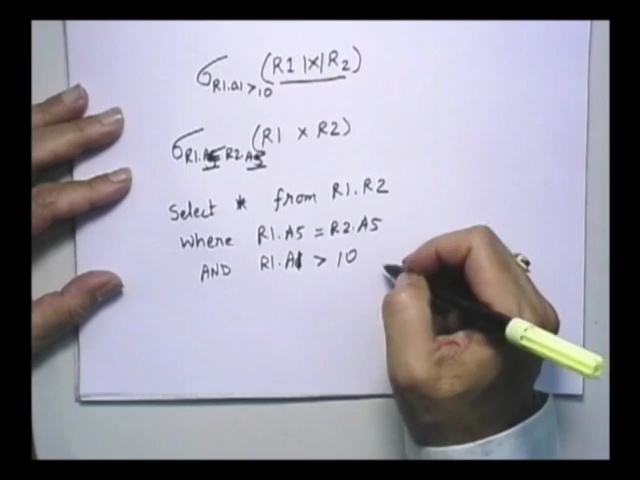 σR1.A1>10 (R1 |X| R2)
σR1.A5=R2.A5 (R1 x R2)
Select * from R1.R2
where R1.A5 = R2.A5
AND R1.A1 > 10